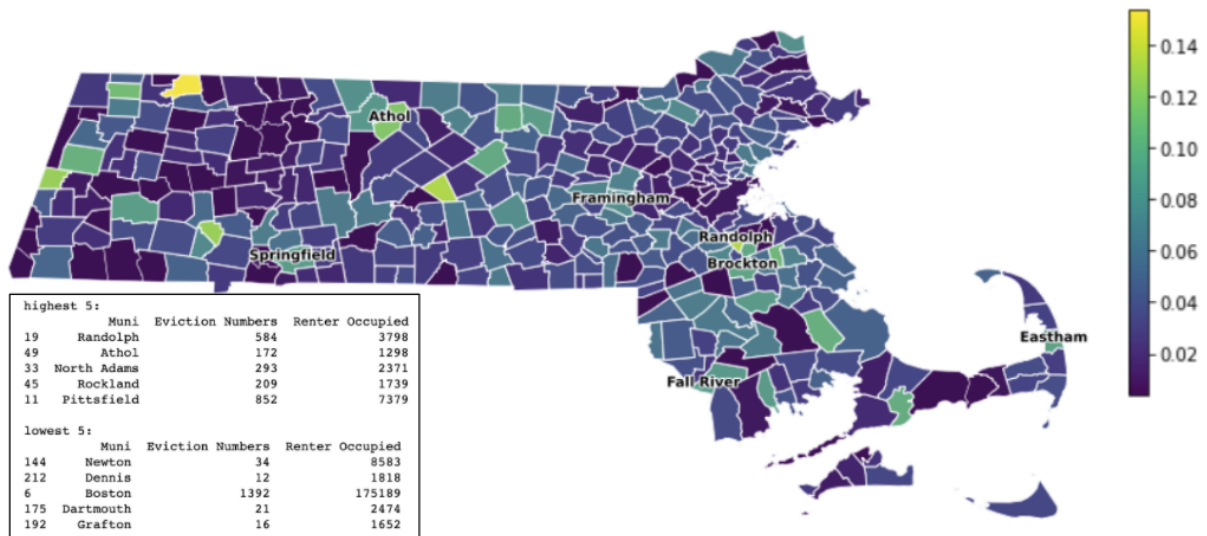 0.14
Athol
0.12
0.10
Framingham
0.08
Randolph
Springfield
Brockton
0.06
highest 5:
Muni Eviction Numbers Renter Occupied
19 Randolph 584 3798
49 Athol 172 1298
33 North Adams 293 2371
45 Rockland 209 1739
11 Pittsfield 852 7379
0.04
Eastham
0.02
Fall River
lowest 5:
Muni Eviction Numbers Renter Occupied
144 Newton 34 8583
212 Dennis 12 1818
6 Boston 1392 175189
175 Dartmouth 21 2474
192 Grafton 16 1652